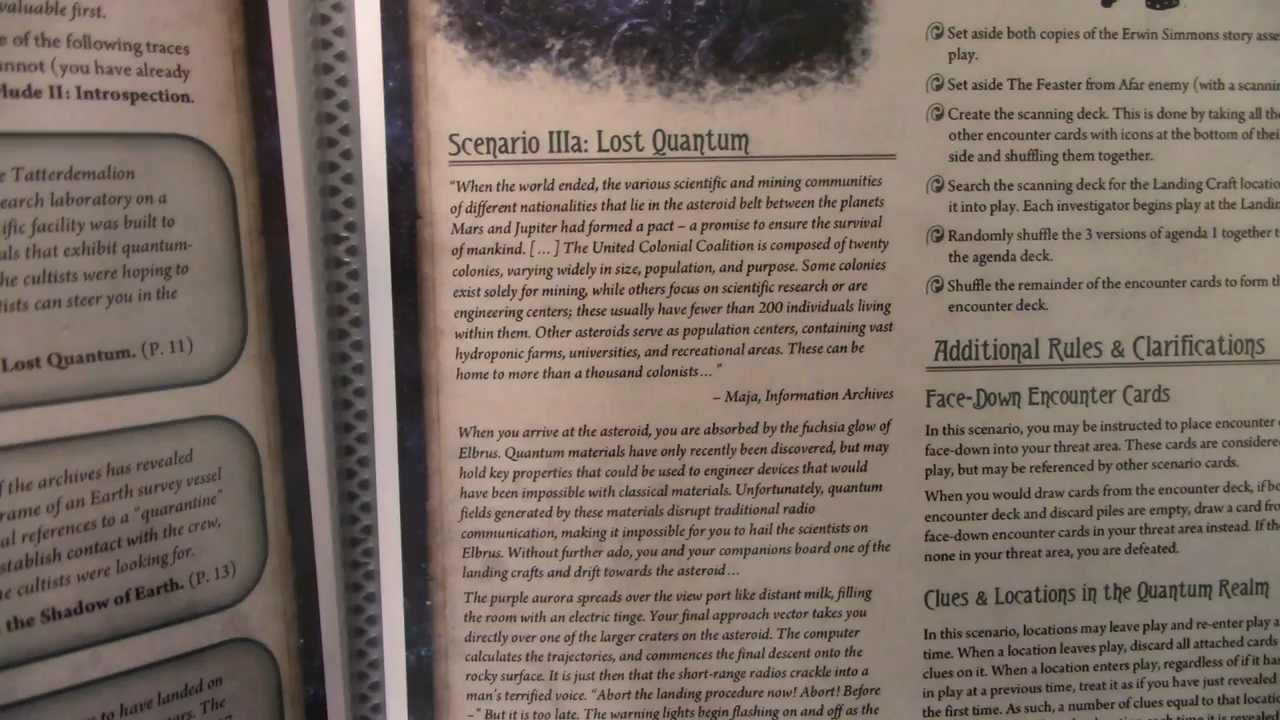 valuable first.
of the following traces
(you have already
II: Introspection.
Tatterdemalion
laboratory on a
facility was built to
that exhibit quantum-
cultists were hoping to
can steer you in the
Lost Quantum. (P. 11)
the archives has revealed
of an Earth survey vessel
references to a "quarantine"
contact with the crew,
cultists were looking for.
the Shadow of Earth. (P. 13)
to have landed on
The
Scenario IIIa: Lost Quantum
"When the world ended, the various scientific and mining communities
of different nationalities that lie in the asteroid belt between the planets
Mars and Jupiter had formed a pact – a promise to ensure the survival
of mankind. [...] The United Colonial Coalition is composed of twenty
colonies, varying widely in size, population, and purpose. Some colonies
exist solely for mining, while others focus on scientific research or are
engineering centers; these usually have fewer than 200 individuals living
within them. Other asteroids serve as population centers, containing vast
hydroponic farms, universities, and recreational areas. These can be
home to more than a thousand colonists..."
– Maja, Information Archives
When you arrive at the asteroid, you are absorbed by the fuchsia glow of
Elbrus. Quantum materials have only recently been discovered, but may
hold key properties that could be used to engineer devices that would
have been impossible with classical materials. Unfortunately, quantum
fields generated by these materials disrupt traditional radio
communication, making it impossible for you to hail the scientists on
Elbrus. Without further ado, you and your companions board one of the
landing crafts and drift towards the asteroid...
The purple aurora spreads over the view port like distant milk, filling
the room with an electric tinge. Your final approach vector takes you
directly over one of the larger craters on the asteroid. The computer
calculates the trajectories, and commences the final descent onto the
rocky surface. It is just then that the short-range radios crackle into a
man's terrified voice. "Abort the landing procedure now! Abort! Before
–" But it is too late. The warning lights begin flashing on and off as the
Set aside both copies of the Erwin Simmons story
play.
Set aside The Feaster from Afar enemy (with a
Create the scanning deck. This is done by taking all
other encounter cards with icons at the bottom of
side and shuffling them together.
Search the scanning deck for the Landing Craft
it into play. Each investigator begins play at the
Randomly shuffle the 3 versions of agenda 1 together
the agenda deck.
Shuffle the remainder of the encounter cards to form
encounter deck.
Additional Rules & Clarifications
Face-Down Encounter Cards
In this scenario, you may be instructed to place encounter
face-down into your threat area. These cards are
play, but may be referenced by other scenario cards.
When you would draw cards from the encounter deck, if
encounter deck and discard piles are empty, draw a card
face-down encounter cards in your threat area instead. If
none in your threat area, you are defeated.
Clues & Locations in the Quantum Realm
In this scenario, locations may leave play and re-enter play
time. When a location leaves play, discard all attached cards
clues on it. When a location enters play, regardless of if it
in play at a previous time, treat it as if you have just revealed
the first time. As such, a number of clues equal to that